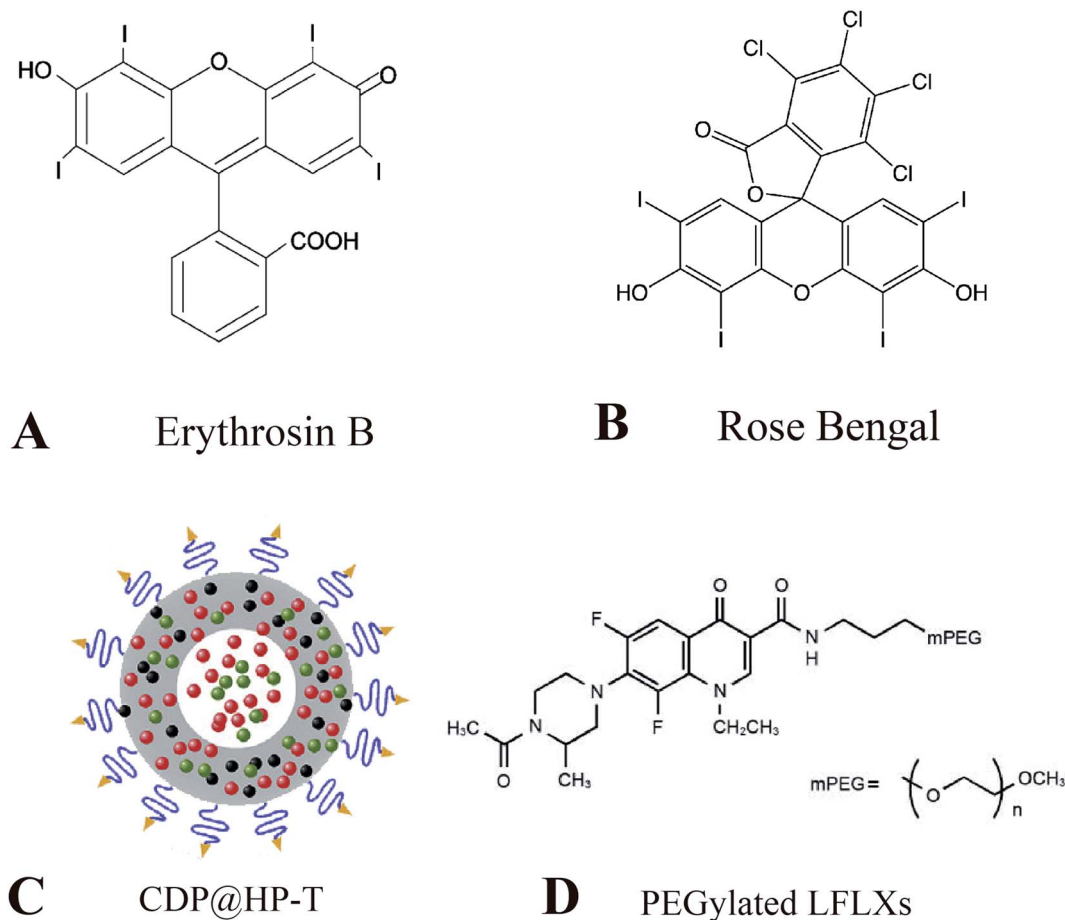 I
O
I
HO
O
I
I
COOH
A Erythrosin B
Cl
Cl
Cl
O
Cl
O
I
I
HO
O
OH
I
I
B Rose Bengal
C CDP@HP-T
O
O
F
N
H
mPEG
N
N
F
N
CH₂CH₃
CH₃
H₃C
O
mPEG=
O
OCH₃
n
D PEGylated LFLXs